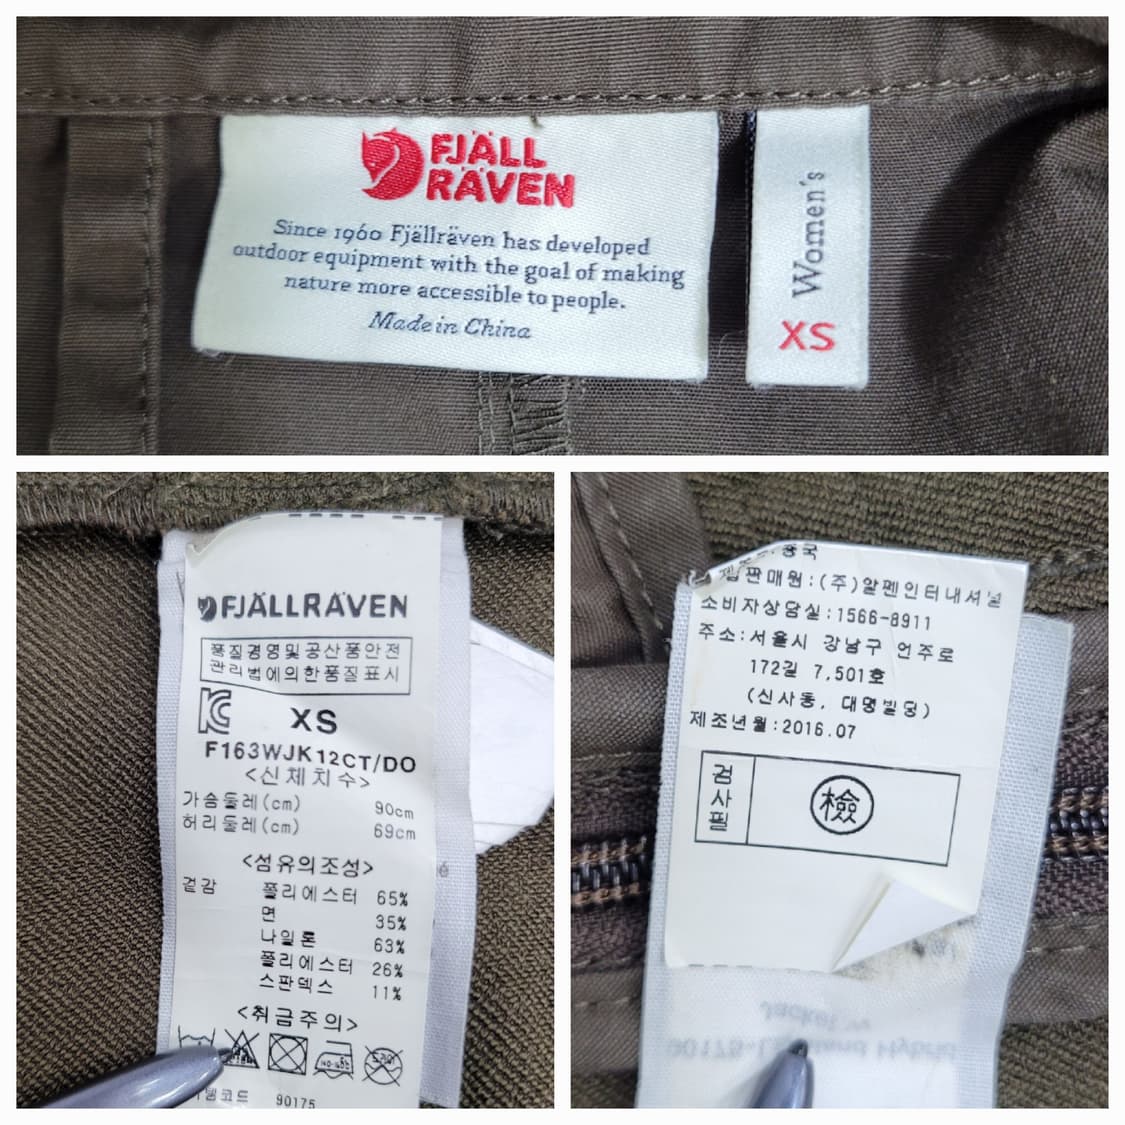 FJÄLL
RÄVEN
Since 1960 Fjällräven has developed
outdoor equipment with the goal of making
nature more accessible to people.
Made in China
Women's
XS
FJÄLLRÄVEN
품질경영및공산품안전
관리법에의한품질표시
XS
F163WJK12CT/DO
<신체치수>
가슴둘레(cm) 90cm
허리둘레(cm) 69cm
<섬유의조성>
겉감 폴리에스터 65%
면 35%
나일론 63%
폴리에스터 26%
스판덱스 11%
<취급주의>
90175
중국
판매원:(주)알펜인터내셔널
소비자상담실:1566-8911
주소:서울시 강남구 언주로
172길 7,501호
(신사동, 대명빌딩)
제조년월:2016.07
검사필
檢
Jacket W
Hybrid